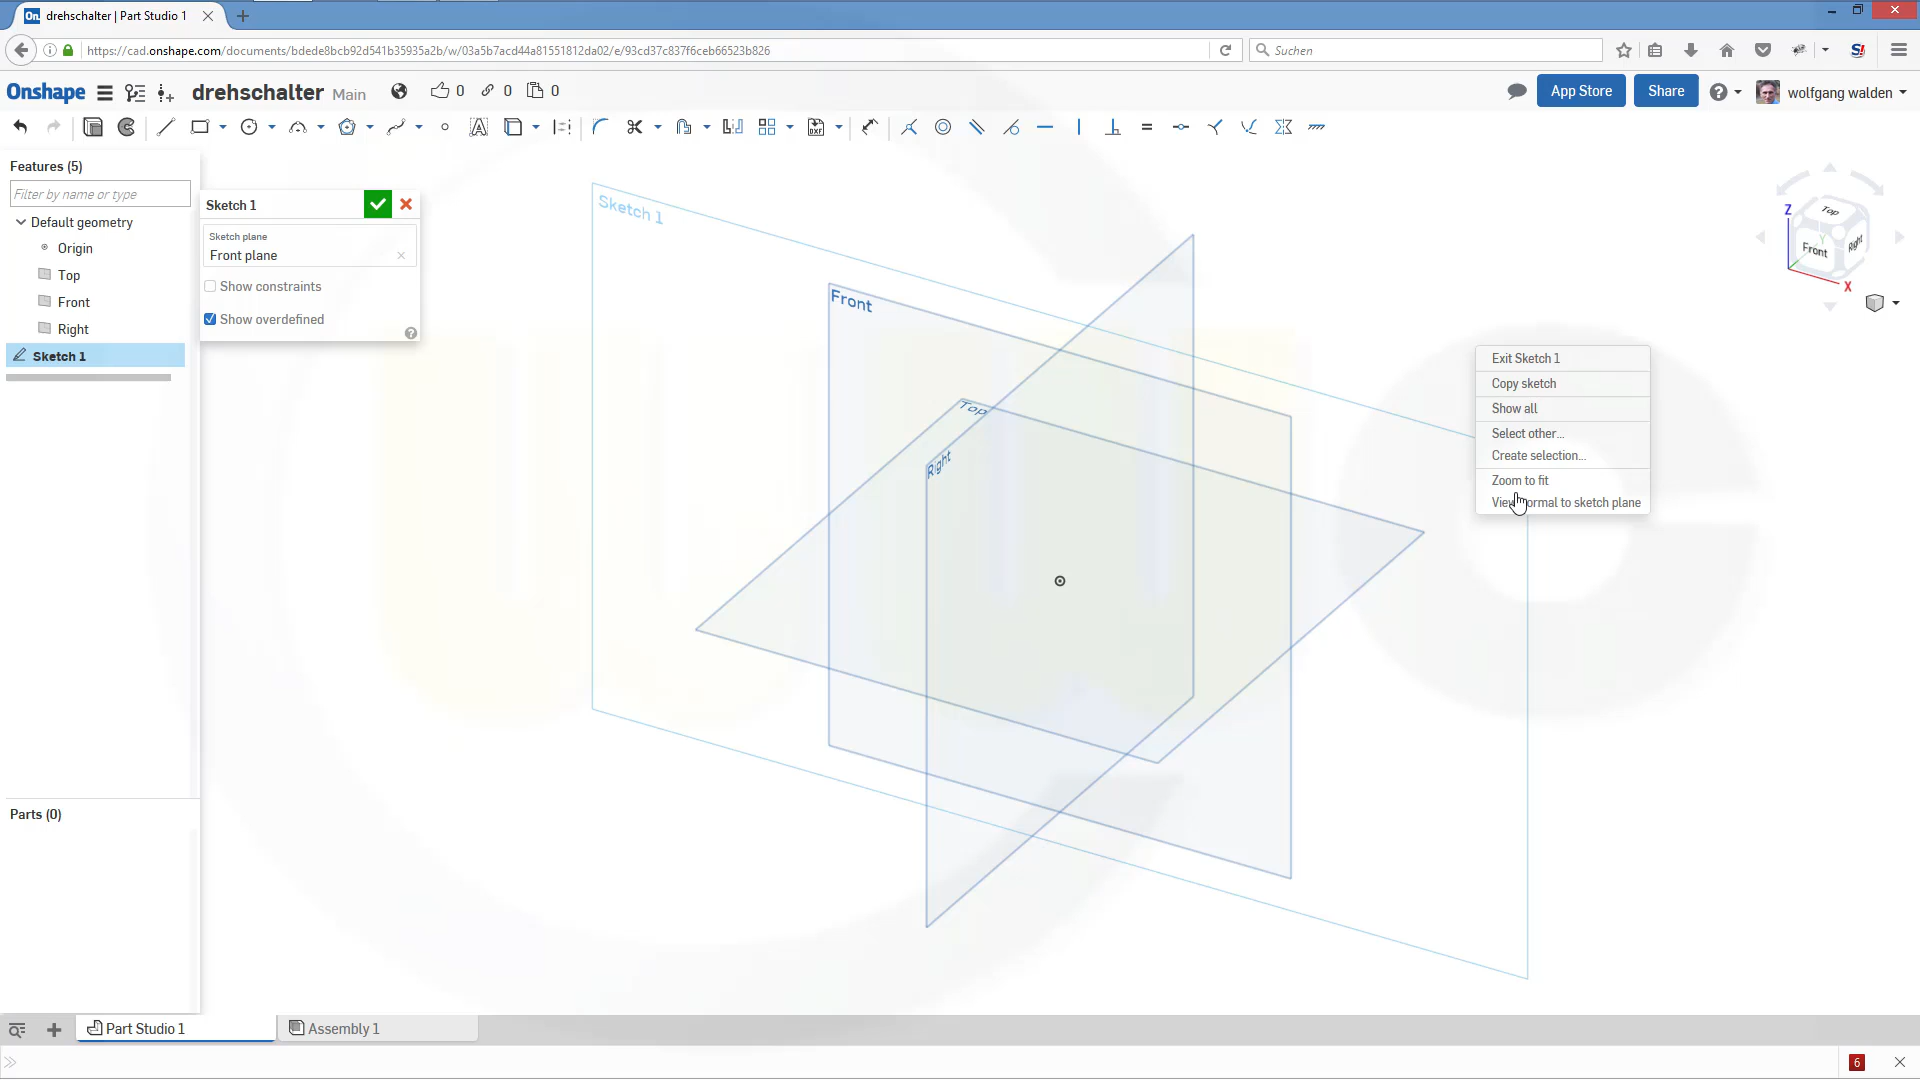 On drehschalter | Part Studio 1
https://cad.onshape.com/documents/bdede8bcb92d541b35935a2b/w/03a5b7acd44a81551812da02/e/93cd37c837f6ceb66523b826
Suchen
Onshape drehschalter Main 0 0 0 App Store Share wolfgang walden
Features (5)
Filter by name or type
Default geometry
Origin
Top
Front
Right
Sketch 1
Parts (0)
Sketch 1
Sketch plane
Front plane
Show constraints
Show overdefined
Sketch 1
Front
Top
Right
Top
Z
Y
Front
Right
X
Exit Sketch 1
Copy sketch
Show all
Select other...
Create selection...
Zoom to fit
to sketch plane
Part Studio 1
Assembly 1
6